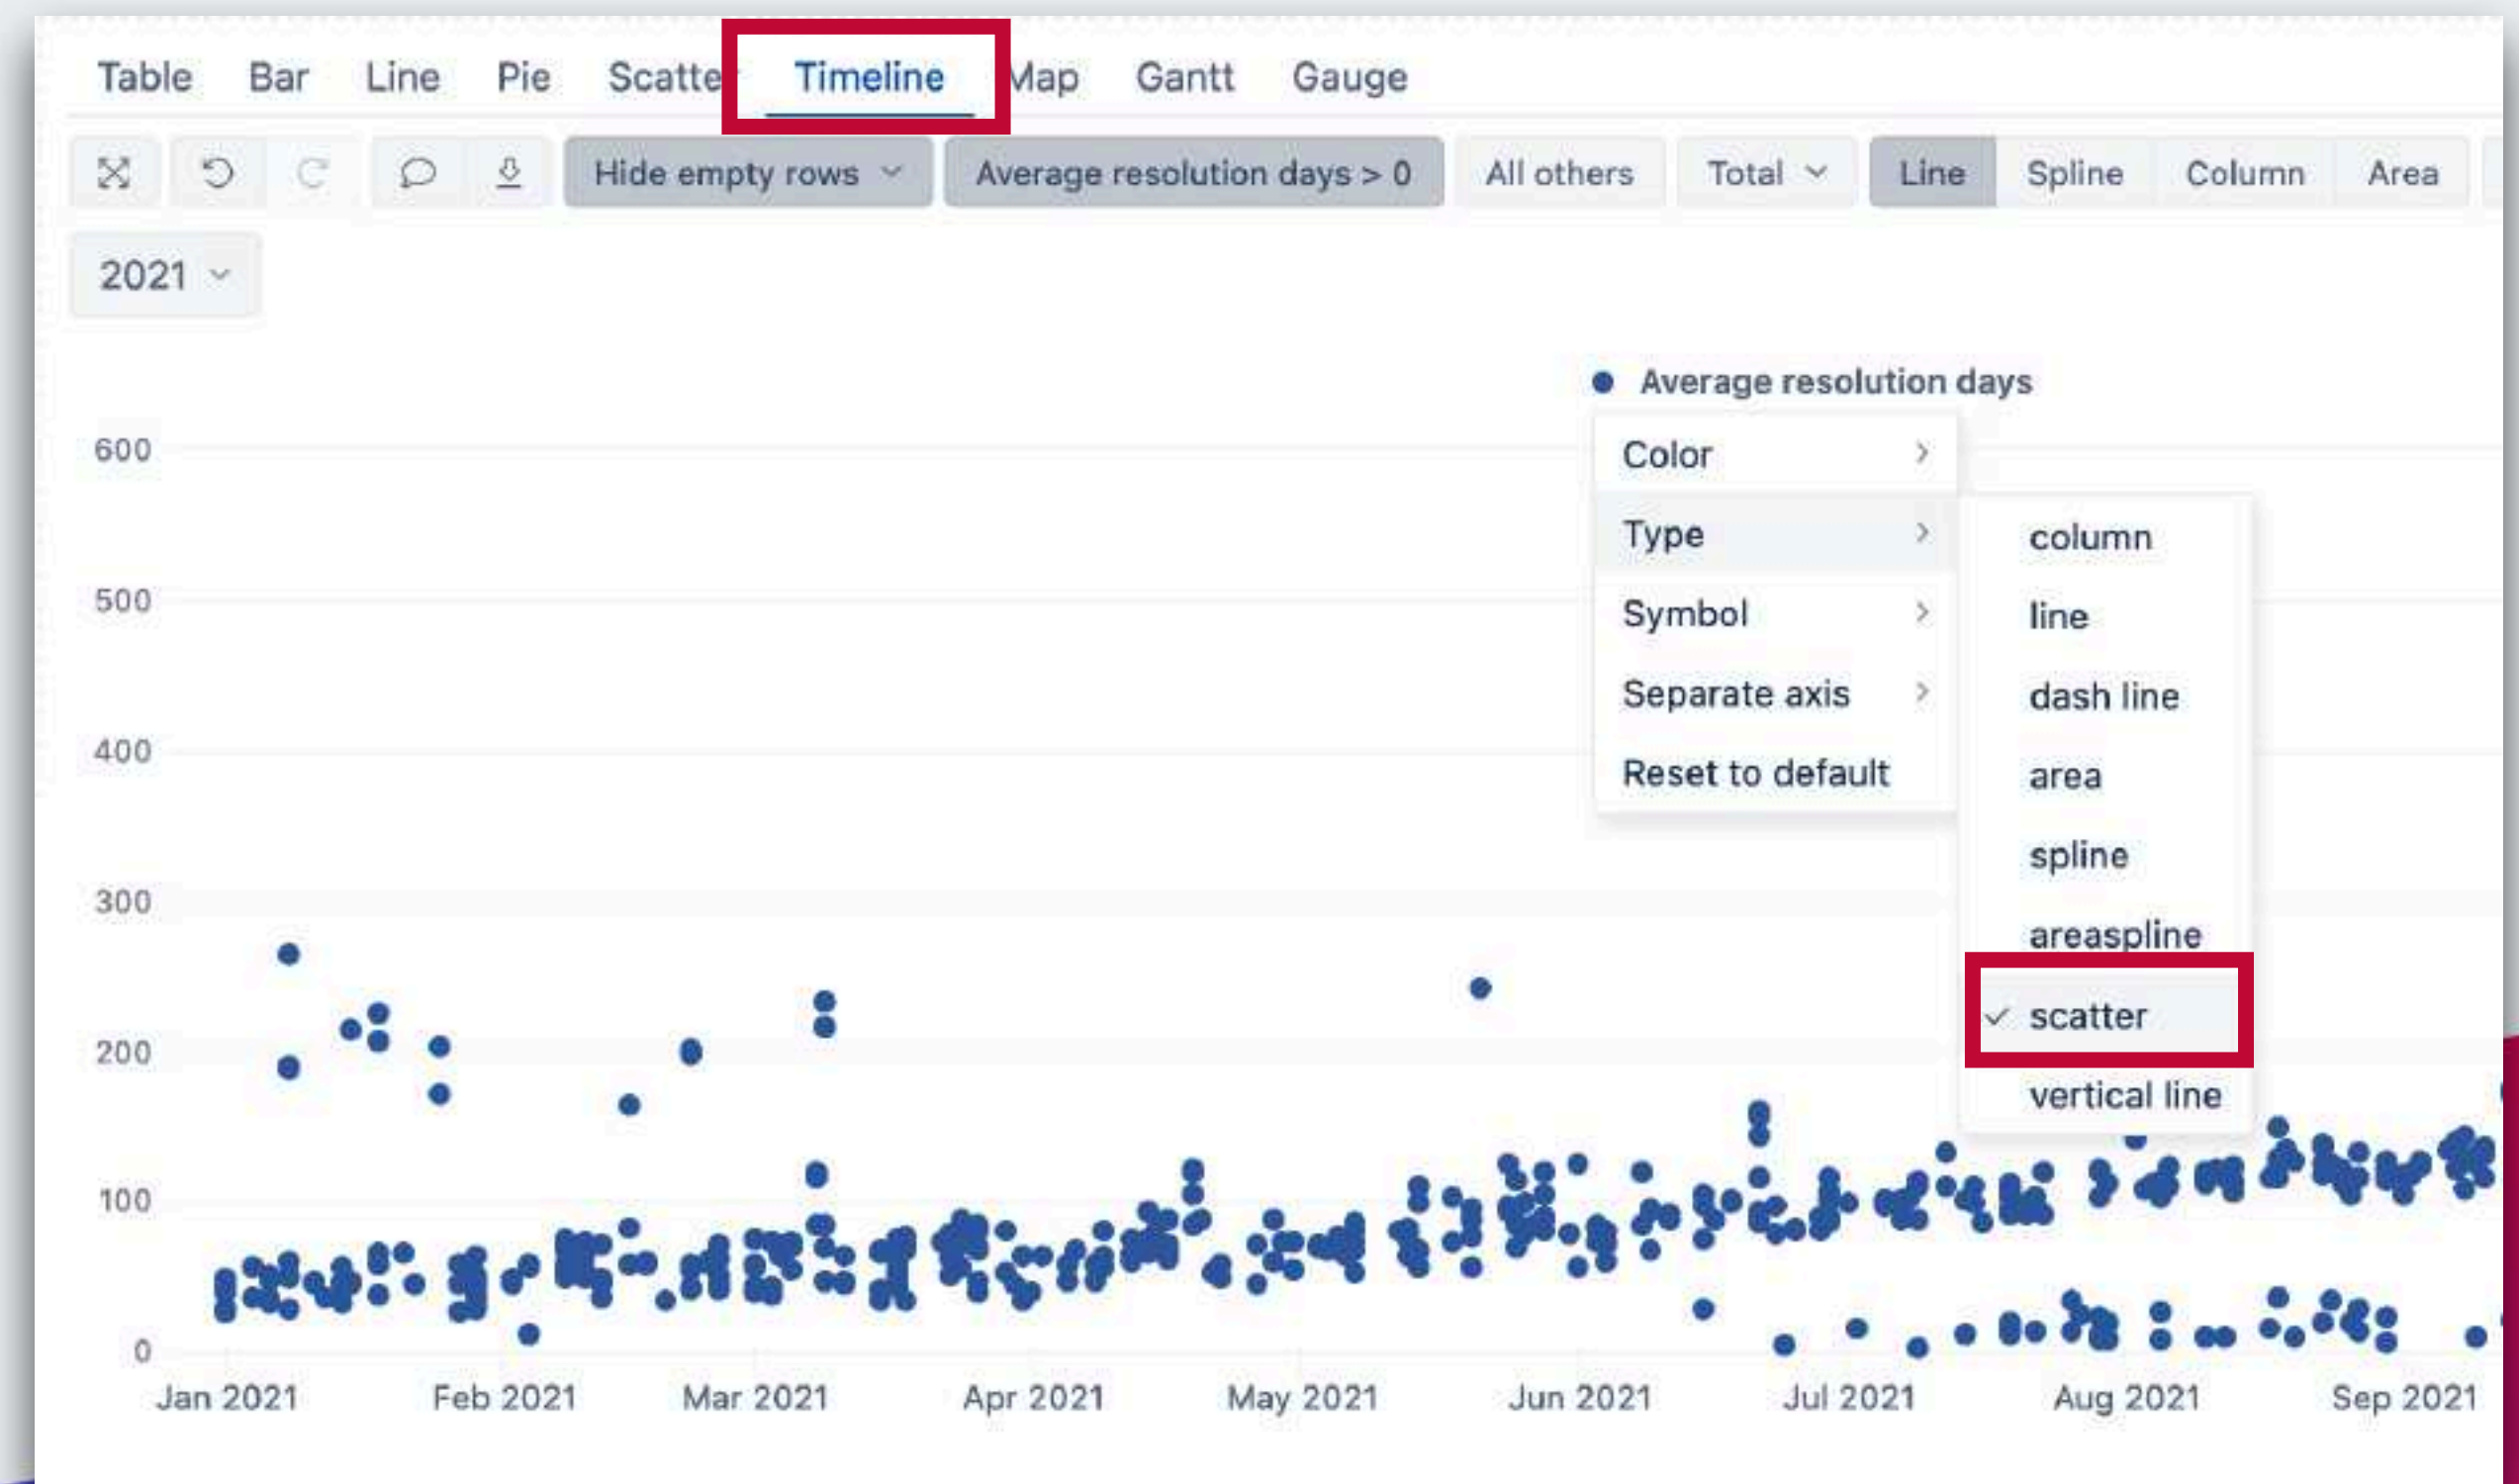 Table Bar Line Pie Scatte Timeline Map Gantt Gauge
Hide empty rows Average resolution days > 0 All others Total Line Spline Column Area
2021
Average resolution days
Color
Type
Symbol
Separate axis
Reset to default
column
line
dash line
area
spline
areaspline
scatter
vertical line
600
500
400
300
200
100
0
Jan 2021 Feb 2021 Mar 2021 Apr 2021 May 2021 Jun 2021 Jul 2021 Aug 2021 Sep 2021